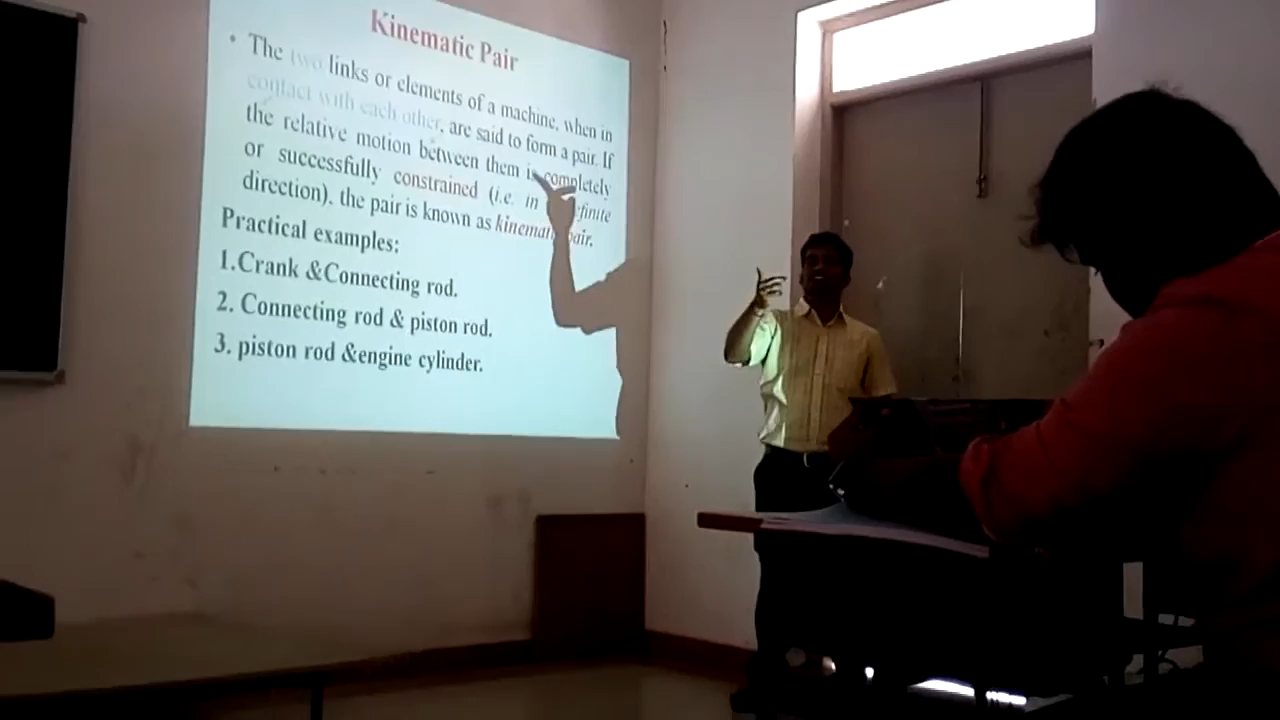 Kinematic Pair
• The two links or elements of a machine, when in
contact with each other, are said to form a pair. If
the relative motion between them is completely
or successfully constrained (i.e. in
direction), the pair is known as
Practical examples:
1.Crank &Connecting rod.
2. Connecting rod & piston rod.
3. piston rod &engine cylinder.